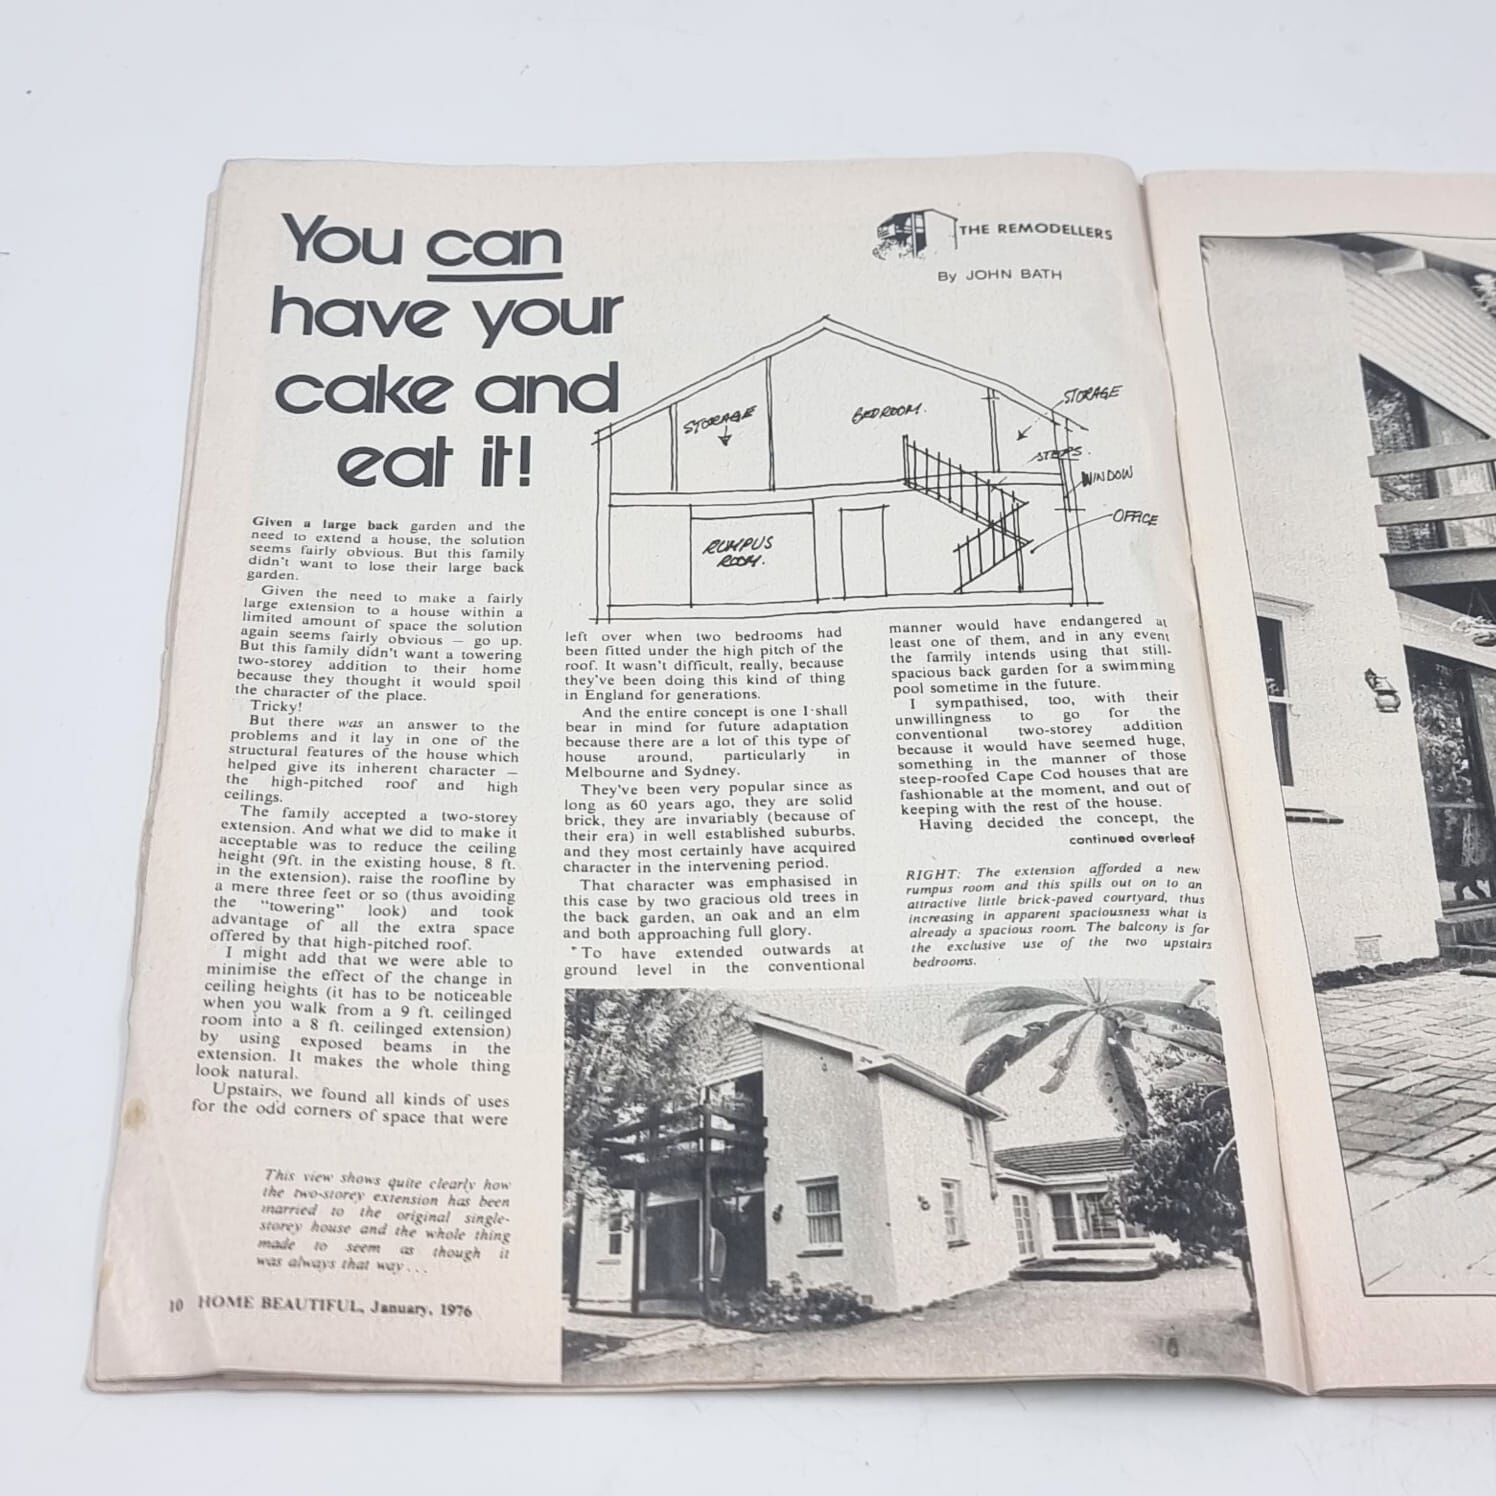 You can
have your
cake and
eat it!
THE REMODELLERS
By JOHN BATH
STORAGE
BEDROOM.
STORAGE
STEPS.
WINDOW
OFFICE
RUMPUS
ROOM.
Given a large back garden and the
need to extend a house, the solution
seems fairly obvious. But this family
didn't want to lose their large back
garden.
Given the need to make a fairly
large extension to a house within a
limited amount of space the solution
again seems fairly obvious — go up.
But this family didn't want a towering
two-storey addition to their home
because they thought it would spoil
the character of the place.
Tricky!
But there was an answer to the
problems and it lay in one of the
structural features of the house which
helped give its inherent character —
the high-pitched roof and high
ceilings.
The family accepted a two-storey
extension. And what we did to make it
acceptable was to reduce the ceiling
height (9ft. in the existing house, 8 ft.
in the extension), raise the roofline by
a mere three feet or so (thus avoiding
the "towering" look) and took
advantage of all the extra space
offered by that high-pitched roof.
I might add that we were able to
minimise the effect of the change in
ceiling heights (it has to be noticeable
when you walk from a 9 ft. ceilinged
room into a 8 ft. ceilinged extension)
by using exposed beams in the
extension. It makes the whole thing
look natural.
Upstairs, we found all kinds of uses
for the odd corners of space that were
left over when two bedrooms had
been fitted under the high pitch of the
roof. It wasn't difficult, really, because
they've been doing this kind of thing
in England for generations.
And the entire concept is one I shall
bear in mind for future adaptation
because there are a lot of this type of
house around, particularly in
Melbourne and Sydney.
They've been very popular since as
long as 60 years ago, they are solid
brick, they are invariably (because of
their era) in well established suburbs,
and they most certainly have acquired
character in the intervening period.
That character was emphasised in
this case by two gracious old trees in
the back garden, an oak and an elm
and both approaching full glory.
To have extended outwards at
ground level in the conventional
manner would have endangered at
least one of them, and in any event
the family intends using that still-
spacious back garden for a swimming
pool sometime in the future.
I sympathised, too, with their
unwillingness to go for the
conventional two-storey addition
because it would have seemed huge,
something in the manner of those
steep-roofed Cape Cod houses that are
fashionable at the moment, and out of
keeping with the rest of the house.
Having decided the concept, the
continued overleaf
RIGHT: The extension afforded a new
rumpus room and this spills out on to an
attractive little brick-paved courtyard, thus
increasing in apparent spaciousness what is
already a spacious room. The balcony is for
the exclusive use of the two upstairs
bedrooms.
This view shows quite clearly how
the two-storey extension has been
married to the original single-
storey house and the whole thing
made to seem as though it
was always that way . . .
10 HOME BEAUTIFUL, January, 1976